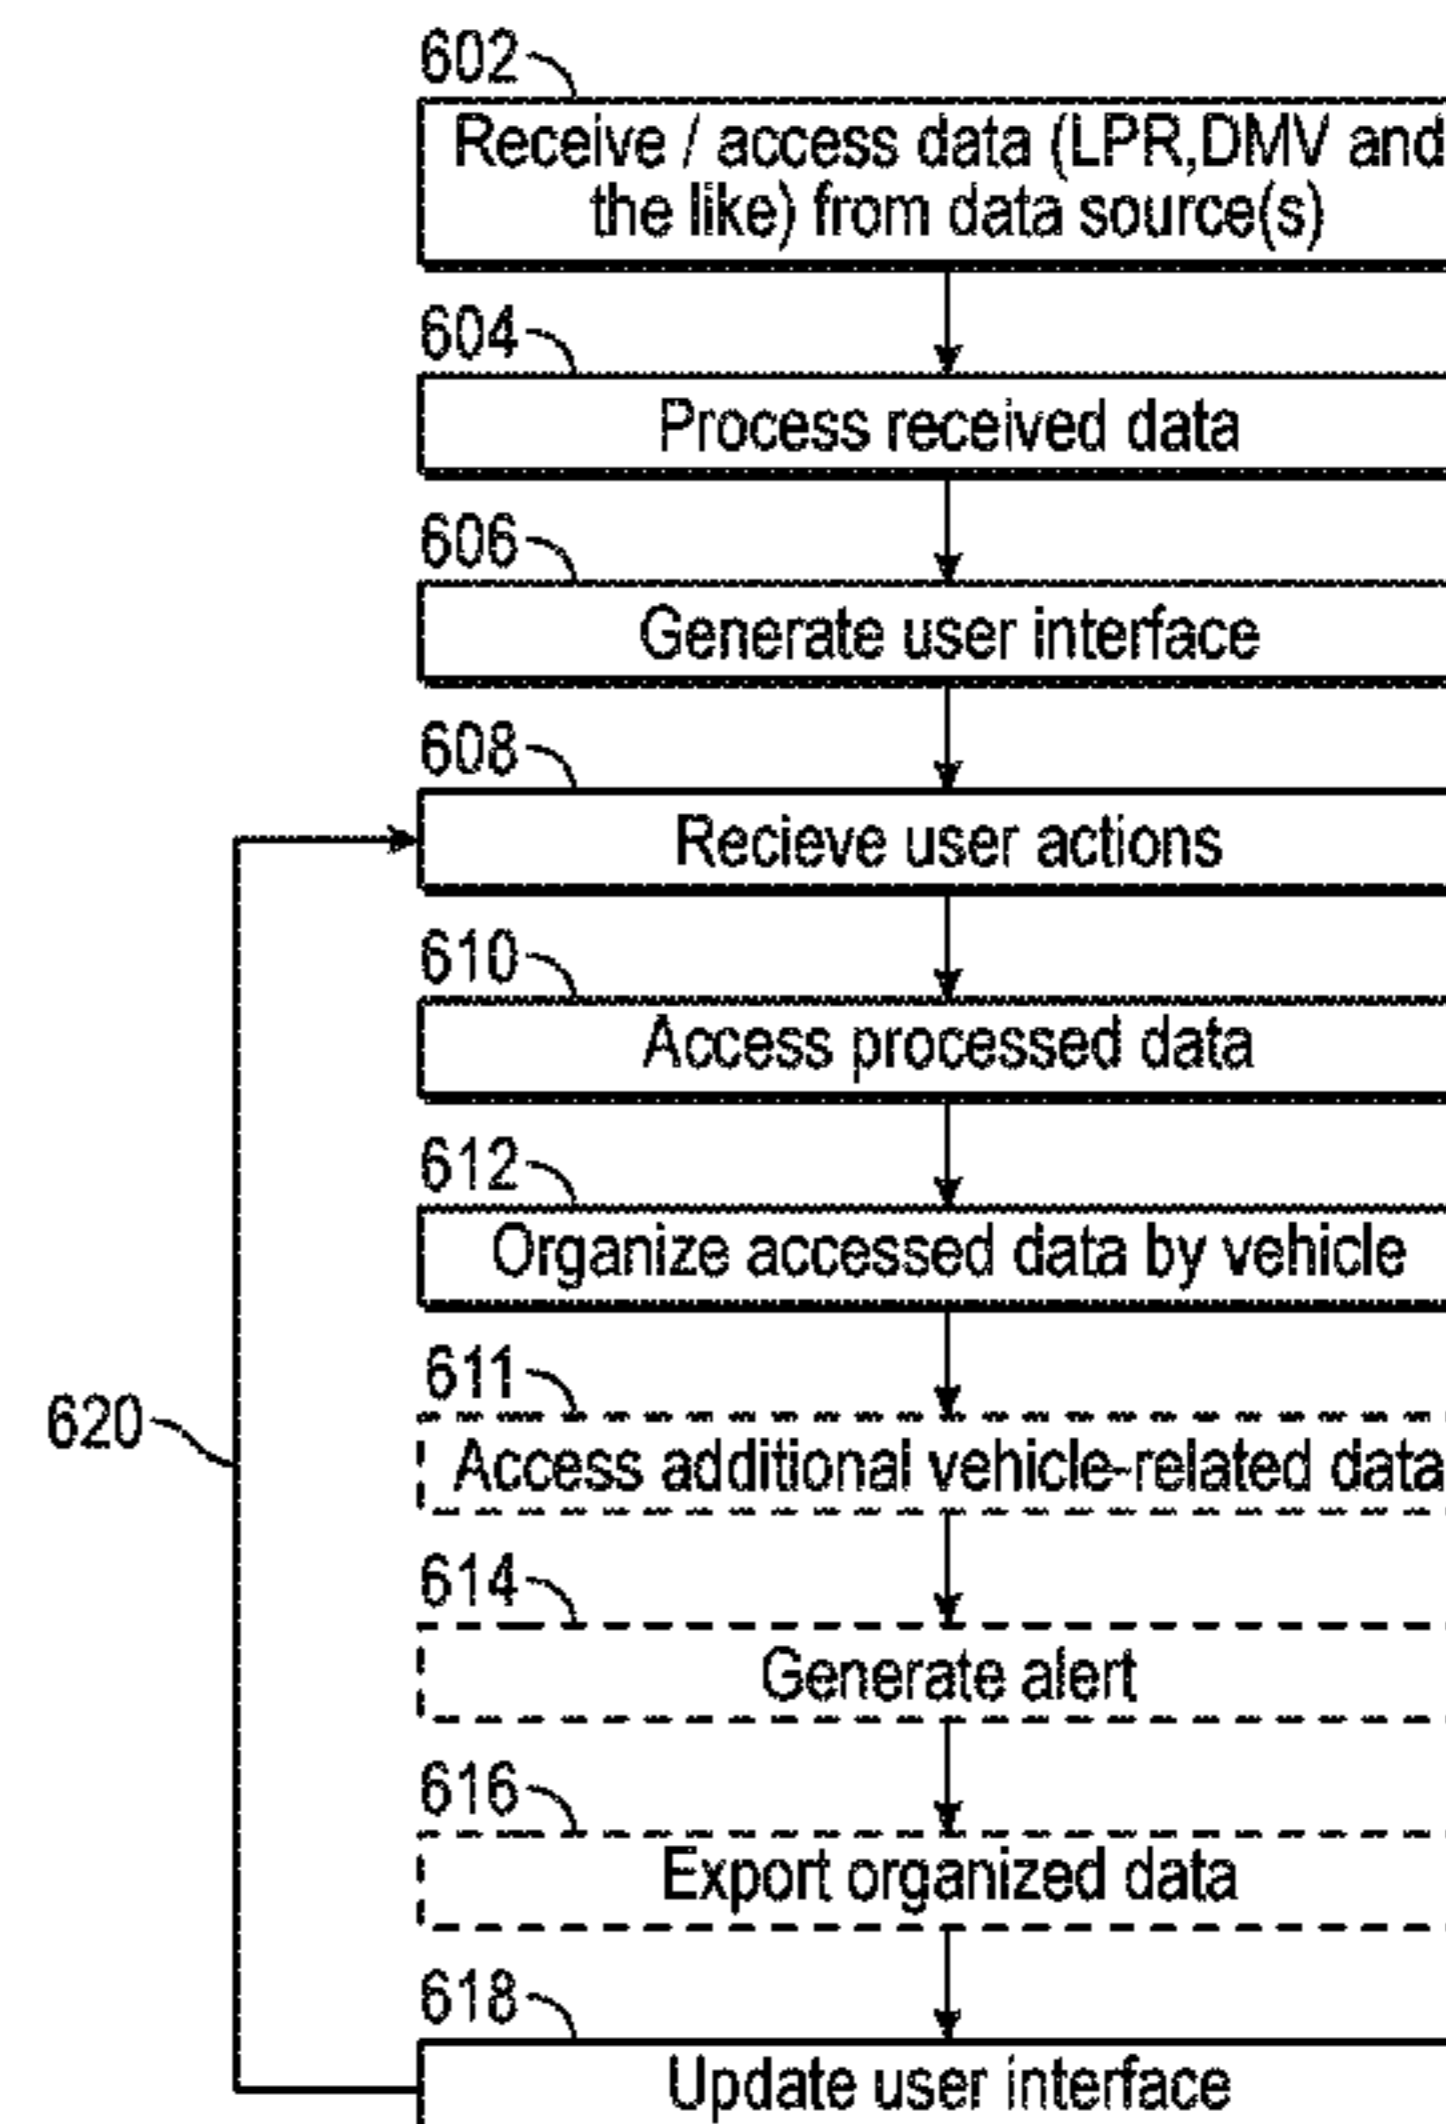 602
Receive / access data (LPR,DMV and
the like) from data source(s)
604
Process received data
606
Generate user interface
608
Recieve user actions
610
Access processed data
612
Organize accessed data by vehicle
611
Access additional vehicle-related data
620
614
Generate alert
616
Export organized data
618
Update user interface